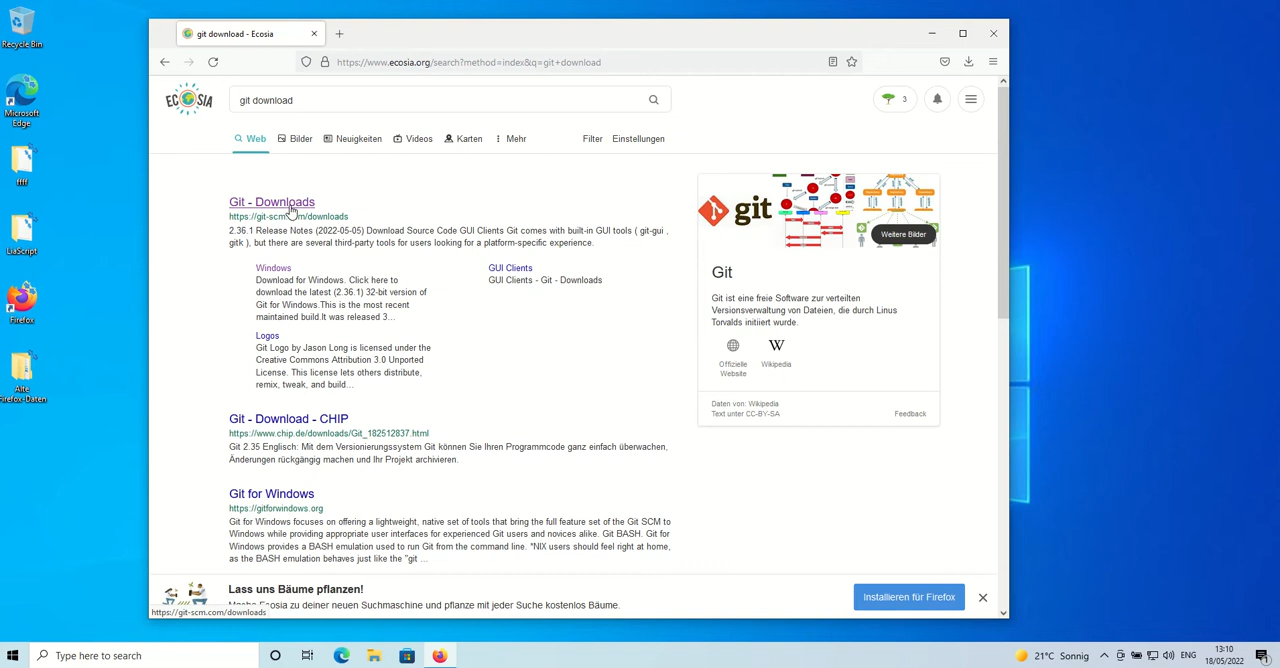 Recycle Bin
Microsoft
Edge
ffff
LiaScript
Firefox
Alte
Firefox-Daten
git download - Ecosia
https://www.ecosia.org/search?method=index&q=git+download
ECOSIA
git download
3
Web
Bilder
Neuigkeiten
Videos
Karten
Mehr
Filter
Einstellungen
Git - Downloads
https://git-scm.com/downloads
2.36.1 Release Notes (2022-05-05) Download Source Code GUI Clients Git comes with built-in GUI tools ( git-gui ,
gitk ), but there are several third-party tools for users looking for a platform-specific experience.
Windows
Download for Windows. Click here to
download the latest (2.36.1) 32-bit version of
Git for Windows.This is the most recent
maintained build.It was released 3...
GUI Clients
GUI Clients - Git - Downloads
Logos
Git Logo by Jason Long is licensed under the
Creative Commons Attribution 3.0 Unported
License. This license lets others distribute,
remix, tweak, and build...
Git - Download - CHIP
https://www.chip.de/downloads/Git_182512837.html
Git 2.35 Englisch: Mit dem Versionierungssystem Git können Sie Ihren Programmcode ganz einfach überwachen,
Änderungen rückgängig machen und Ihr Projekt archivieren.
Git for Windows
https://gitforwindows.org
Git for Windows focuses on offering a lightweight, native set of tools that bring the full feature set of the Git SCM to
Windows while providing appropriate user interfaces for experienced Git users and novices alike. Git BASH. Git for
Windows provides a BASH emulation used to run Git from the command line. *NIX users should feel right at home,
as the BASH emulation behaves just like the "git ...
git
Weitere Bilder
Git
Git ist eine freie Software zur verteilten
Versionsverwaltung von Dateien, die durch Linus
Torvalds initiiert wurde.
W
Offizielle
Website
Wikipedia
Daten von: Wikipedia
Text unter CC-BY-SA
Feedback
Lass uns Bäume pflanzen!
Mache Ecosia zu deiner neuen Suchmaschine und pflanze mit jeder Suche kostenlos Bäume.
Installieren für Firefox
https://git-scm.com/downloads
Type here to search
21°C Sonnig
ENG
13:10
18/05/2022